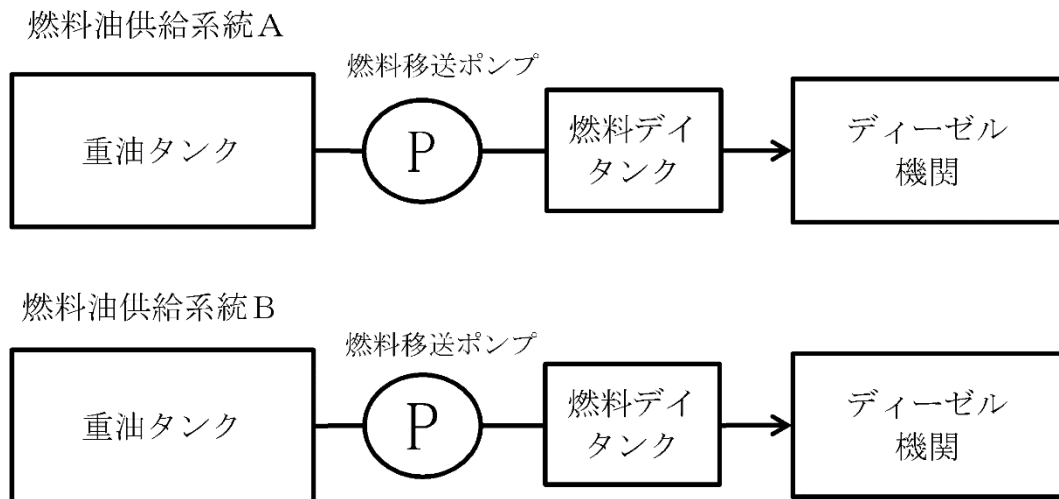 燃料油供給系統A
燃料移送ポンプ
重油タンク
P
燃料デイ
タンク
ディーゼル
機関
燃料油供給系統B
燃料移送ポンプ
重油タンク
P
燃料デイ
タンク
ディーゼル
機関